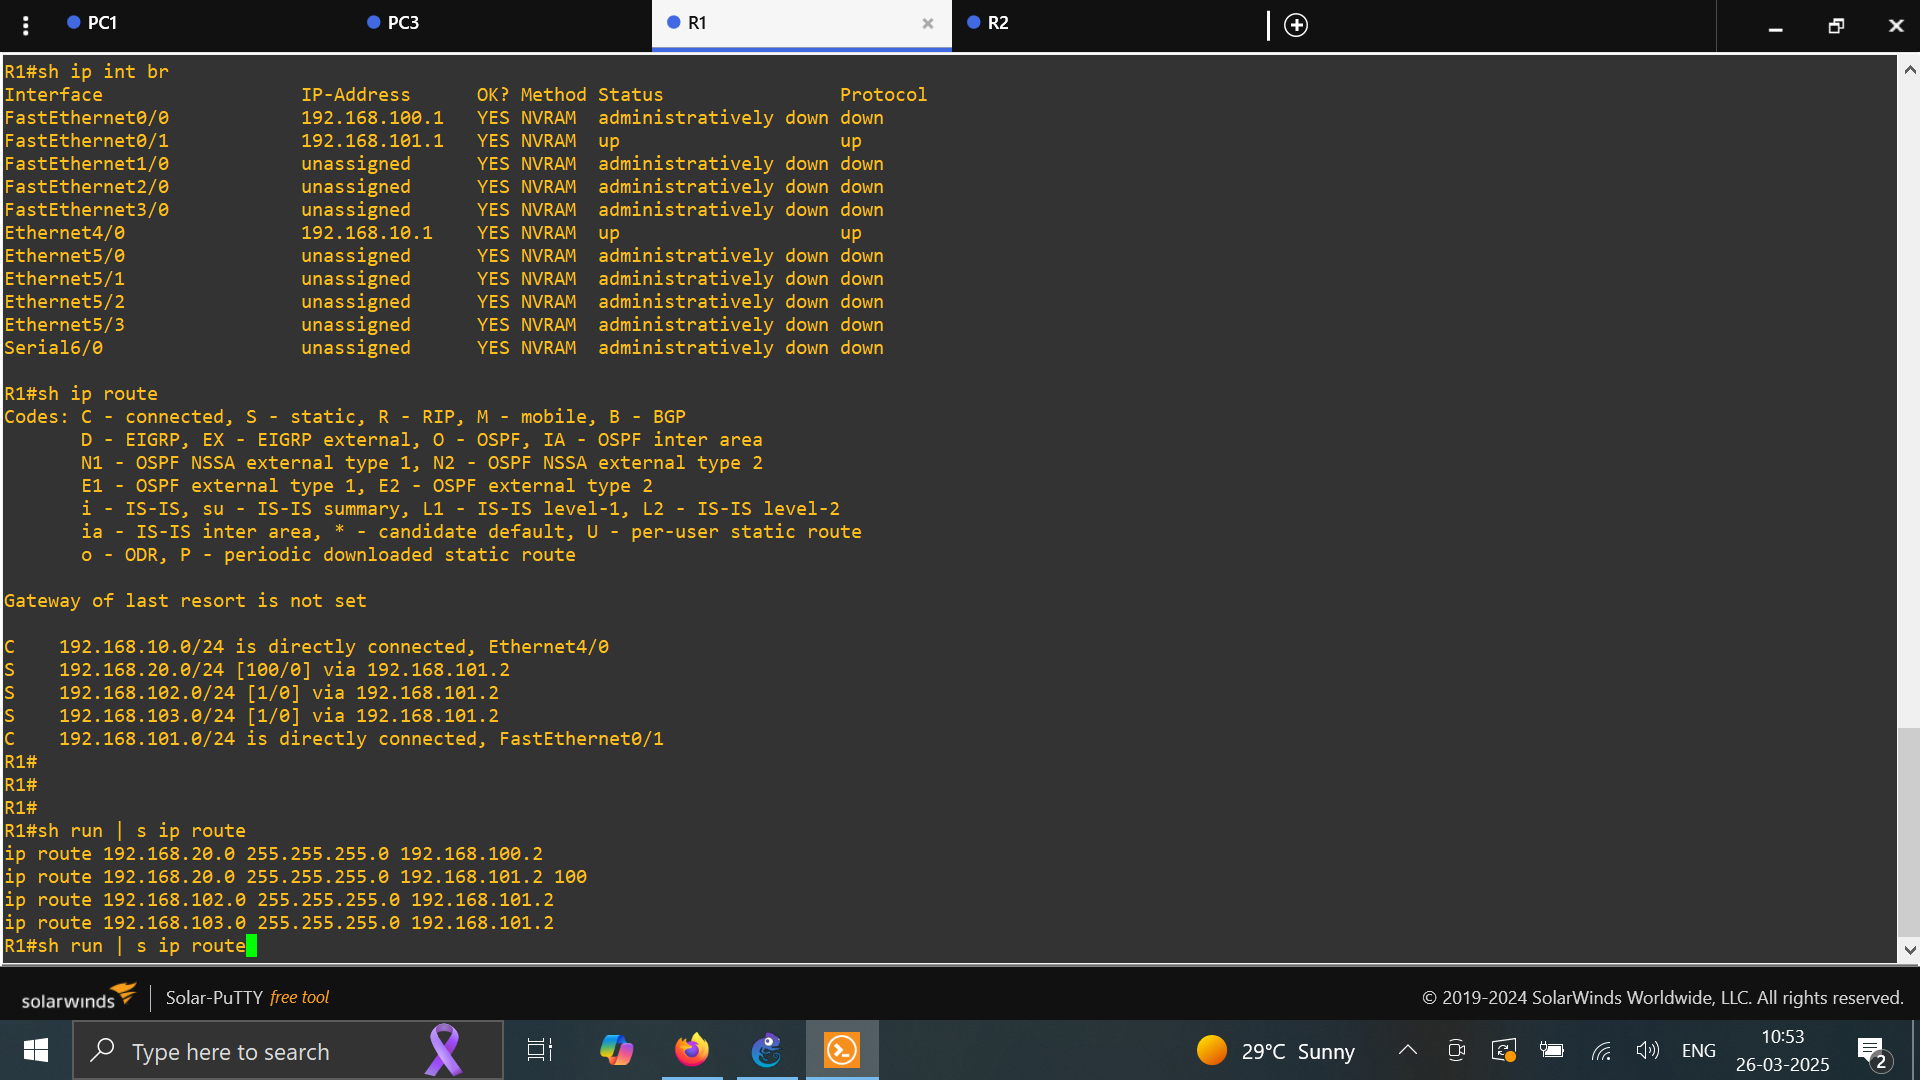 PC1 PC3 R1 R2
R1#sh ip int br
Interface                  IP-Address      OK? Method Status                Protocol
FastEthernet0/0            192.168.100.1   YES NVRAM  administratively down down
FastEthernet0/1            192.168.101.1   YES NVRAM  up                    up
FastEthernet1/0            unassigned      YES NVRAM  administratively down down
FastEthernet2/0            unassigned      YES NVRAM  administratively down down
FastEthernet3/0            unassigned      YES NVRAM  administratively down down
Ethernet4/0                192.168.10.1    YES NVRAM  up                    up
Ethernet5/0                unassigned      YES NVRAM  administratively down down
Ethernet5/1                unassigned      YES NVRAM  administratively down down
Ethernet5/2                unassigned      YES NVRAM  administratively down down
Ethernet5/3                unassigned      YES NVRAM  administratively down down
Serial6/0                  unassigned      YES NVRAM  administratively down down
R1#sh ip route
Codes: C - connected, S - static, R - RIP, M - mobile, B - BGP
       D - EIGRP, EX - EIGRP external, O - OSPF, IA - OSPF inter area
       N1 - OSPF NSSA external type 1, N2 - OSPF NSSA external type 2
       E1 - OSPF external type 1, E2 - OSPF external type 2
       i - IS-IS, su - IS-IS summary, L1 - IS-IS level-1, L2 - IS-IS level-2
       ia - IS-IS inter area, * - candidate default, U - per-user static route
       o - ODR, P - periodic downloaded static route
Gateway of last resort is not set
C    192.168.10.0/24 is directly connected, Ethernet4/0
S    192.168.20.0/24 [100/0] via 192.168.101.2
S    192.168.102.0/24 [1/0] via 192.168.101.2
S    192.168.103.0/24 [1/0] via 192.168.101.2
C    192.168.101.0/24 is directly connected, FastEthernet0/1
R1#
R1#
R1#
R1#sh run | s ip route
ip route 192.168.20.0 255.255.255.0 192.168.100.2
ip route 192.168.20.0 255.255.255.0 192.168.101.2 100
ip route 192.168.102.0 255.255.255.0 192.168.101.2
ip route 192.168.103.0 255.255.255.0 192.168.101.2
R1#sh run | s ip route
solarwinds | Solar-PuTTY free tool © 2019-2024 SolarWinds Worldwide, LLC. All rights reserved.
Type here to search 29°C Sunny ENG 10:53
26-03-2025 2